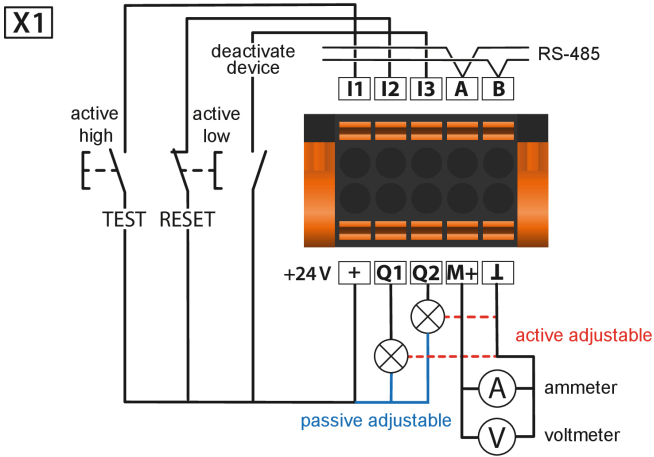 X1
deactivate
device
RS-485
I1 I2 I3 A B
active
high
active
low
TEST RESET
+24 V + Q1 Q2 M+ ⊥
active adjustable
passive adjustable
A ammeter
V voltmeter